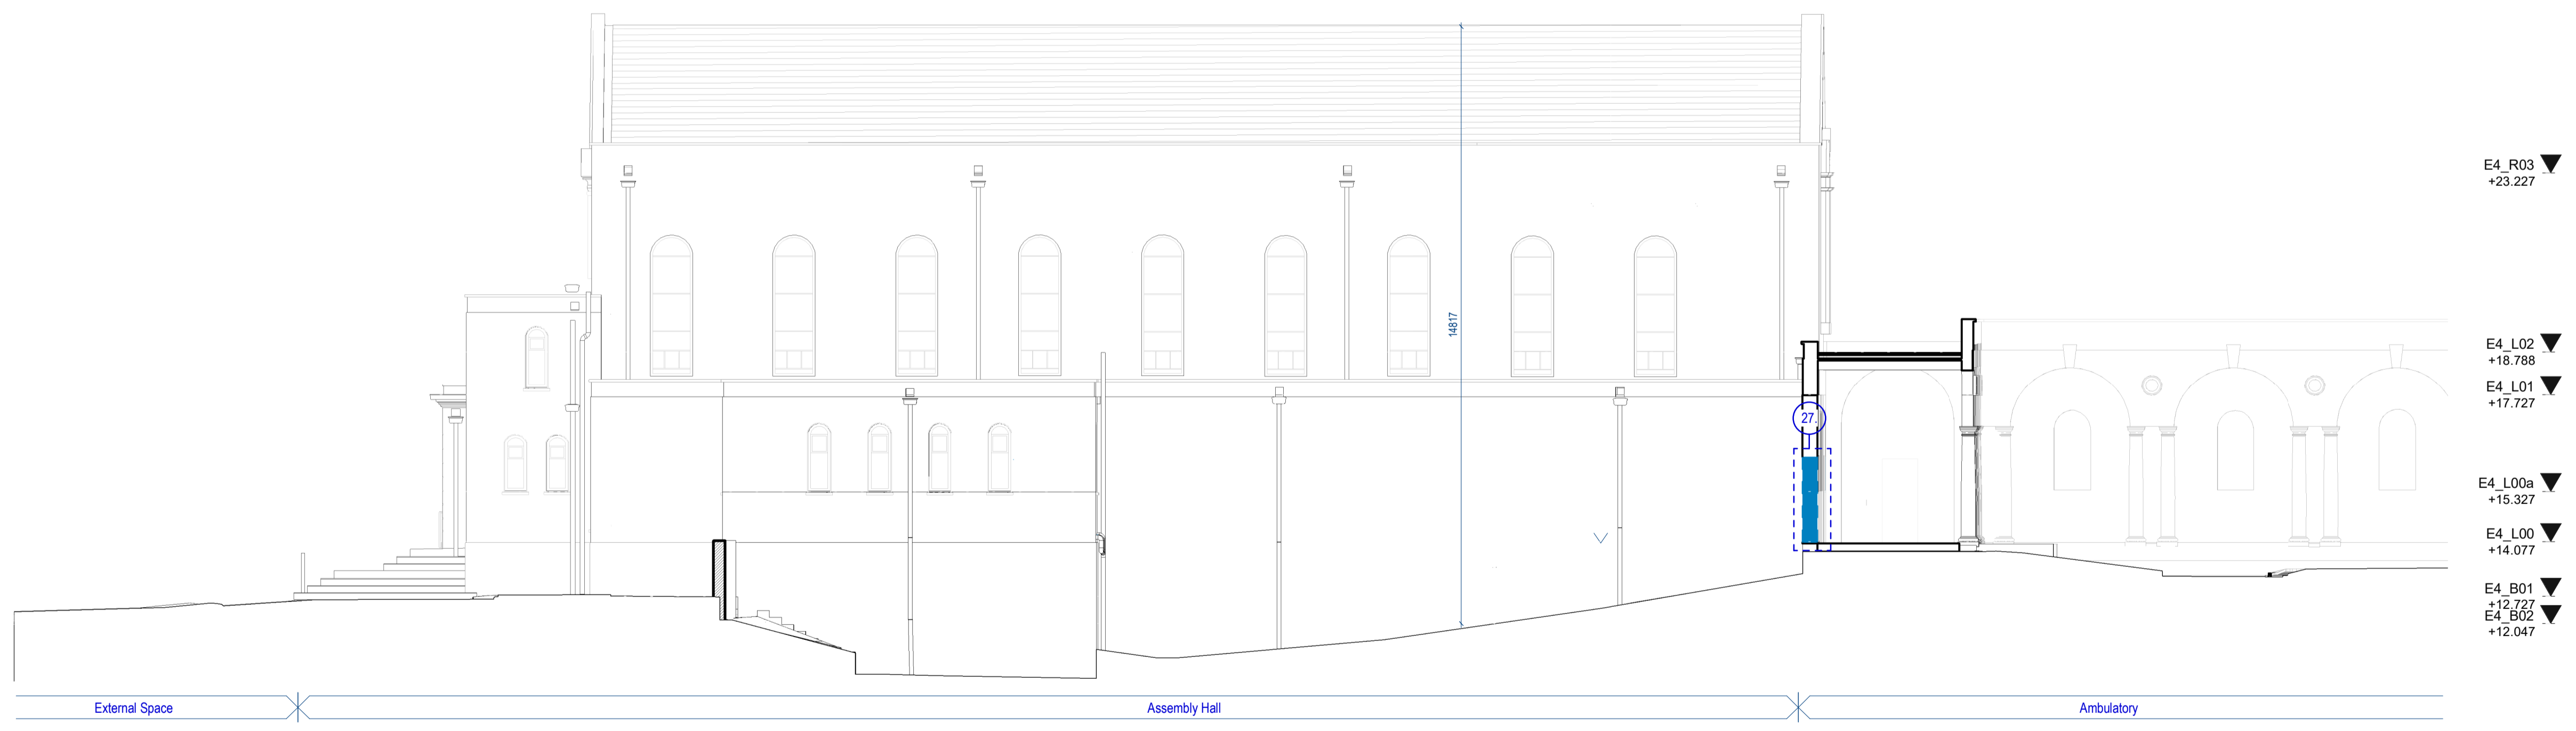 E4_R03
+23.227
14817
E4_L02
+18.788
E4_L01
+17.727
27.
E4_L00a
+15.327
E4_L00
+14.077
E4_B01
+12.727
E4_B02
+12.047
External Space
Assembly Hall
Ambulatory